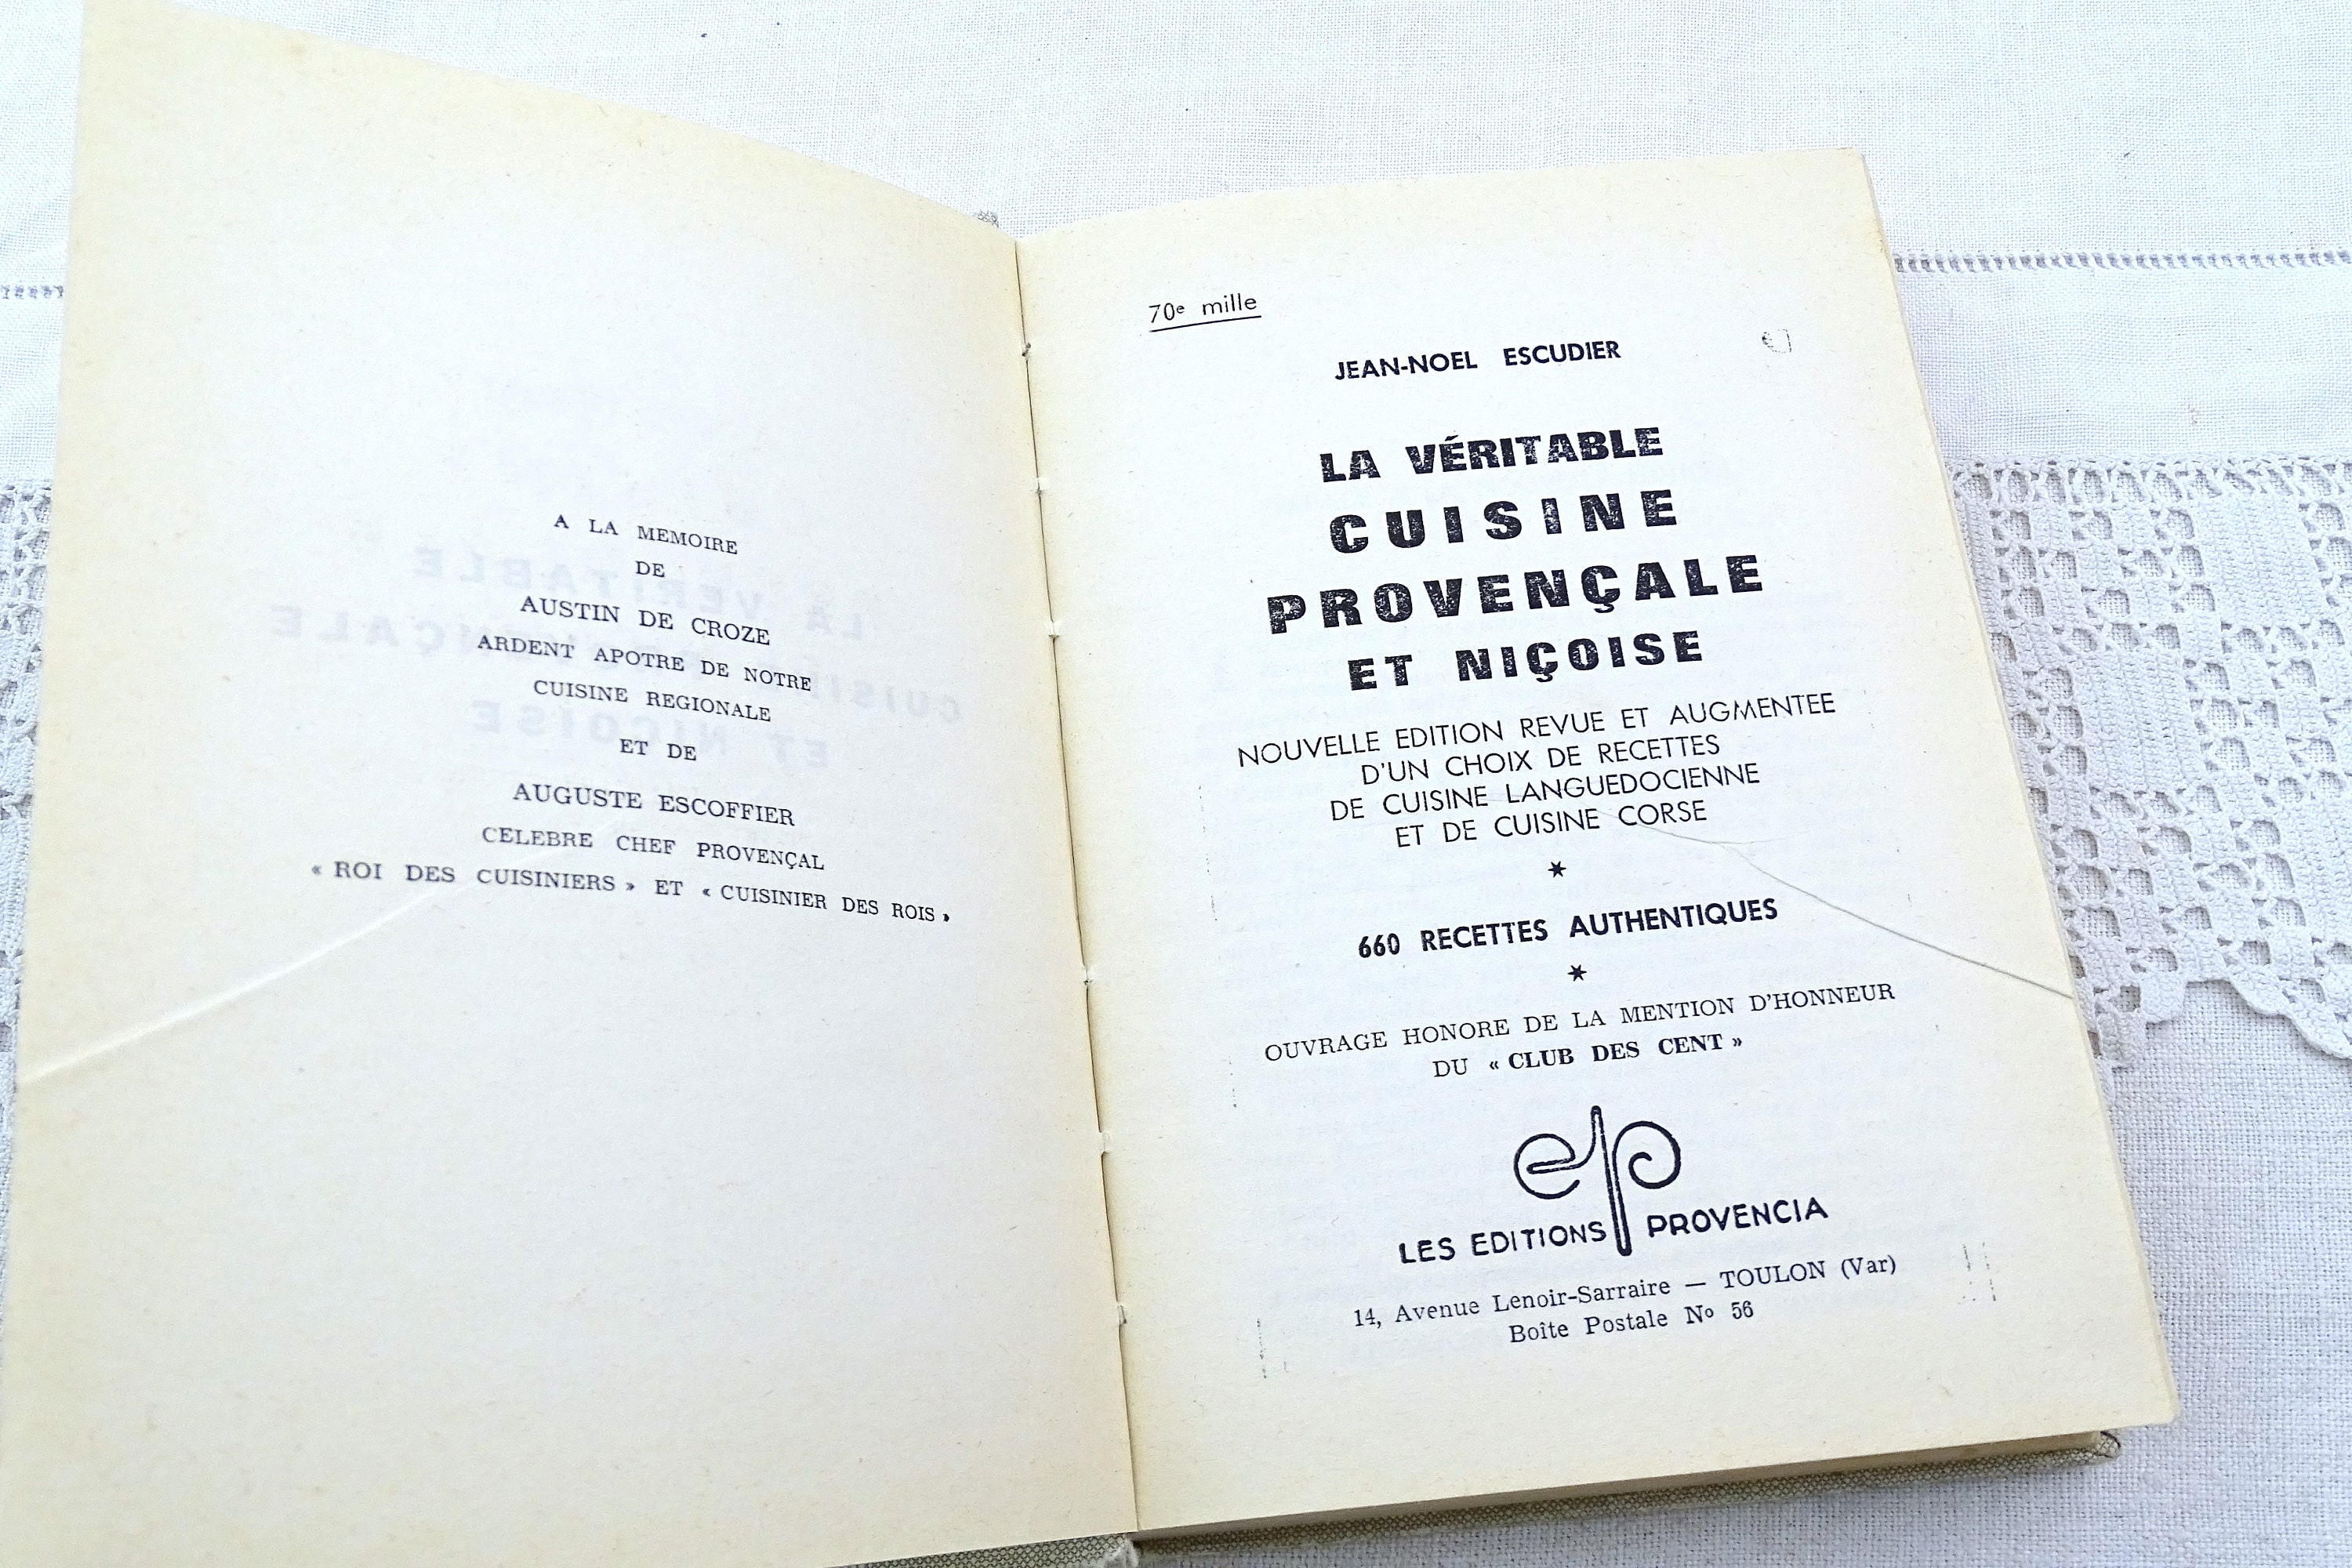 A LA MEMOIRE
DE
AUSTIN DE CROZE
ARDENT APOTRE DE NOTRE
CUISINE REGIONALE
ET DE
AUGUSTE ESCOFFIER
CELEBRE CHEF PROVENÇAL
« ROI DES CUISINIERS » ET « CUISINIER DES ROIS »
70e mille
JEAN-NOEL ESCUDIER
LA VÉRITABLE
CUISINE
PROVENÇALE
ET NIÇOISE
NOUVELLE EDITION REVUE ET AUGMENTEE
D'UN CHOIX DE RECETTES
DE CUISINE LANGUEDOCIENNE
ET DE CUISINE CORSE
*
660 RECETTES AUTHENTIQUES
*
OUVRAGE HONORE DE LA MENTION D'HONNEUR
DU « CLUB DES CENT »
ep
LES EDITIONS PROVENCIA
14, Avenue Lenoir-Sarraire — TOULON (Var)
Boîte Postale No 56